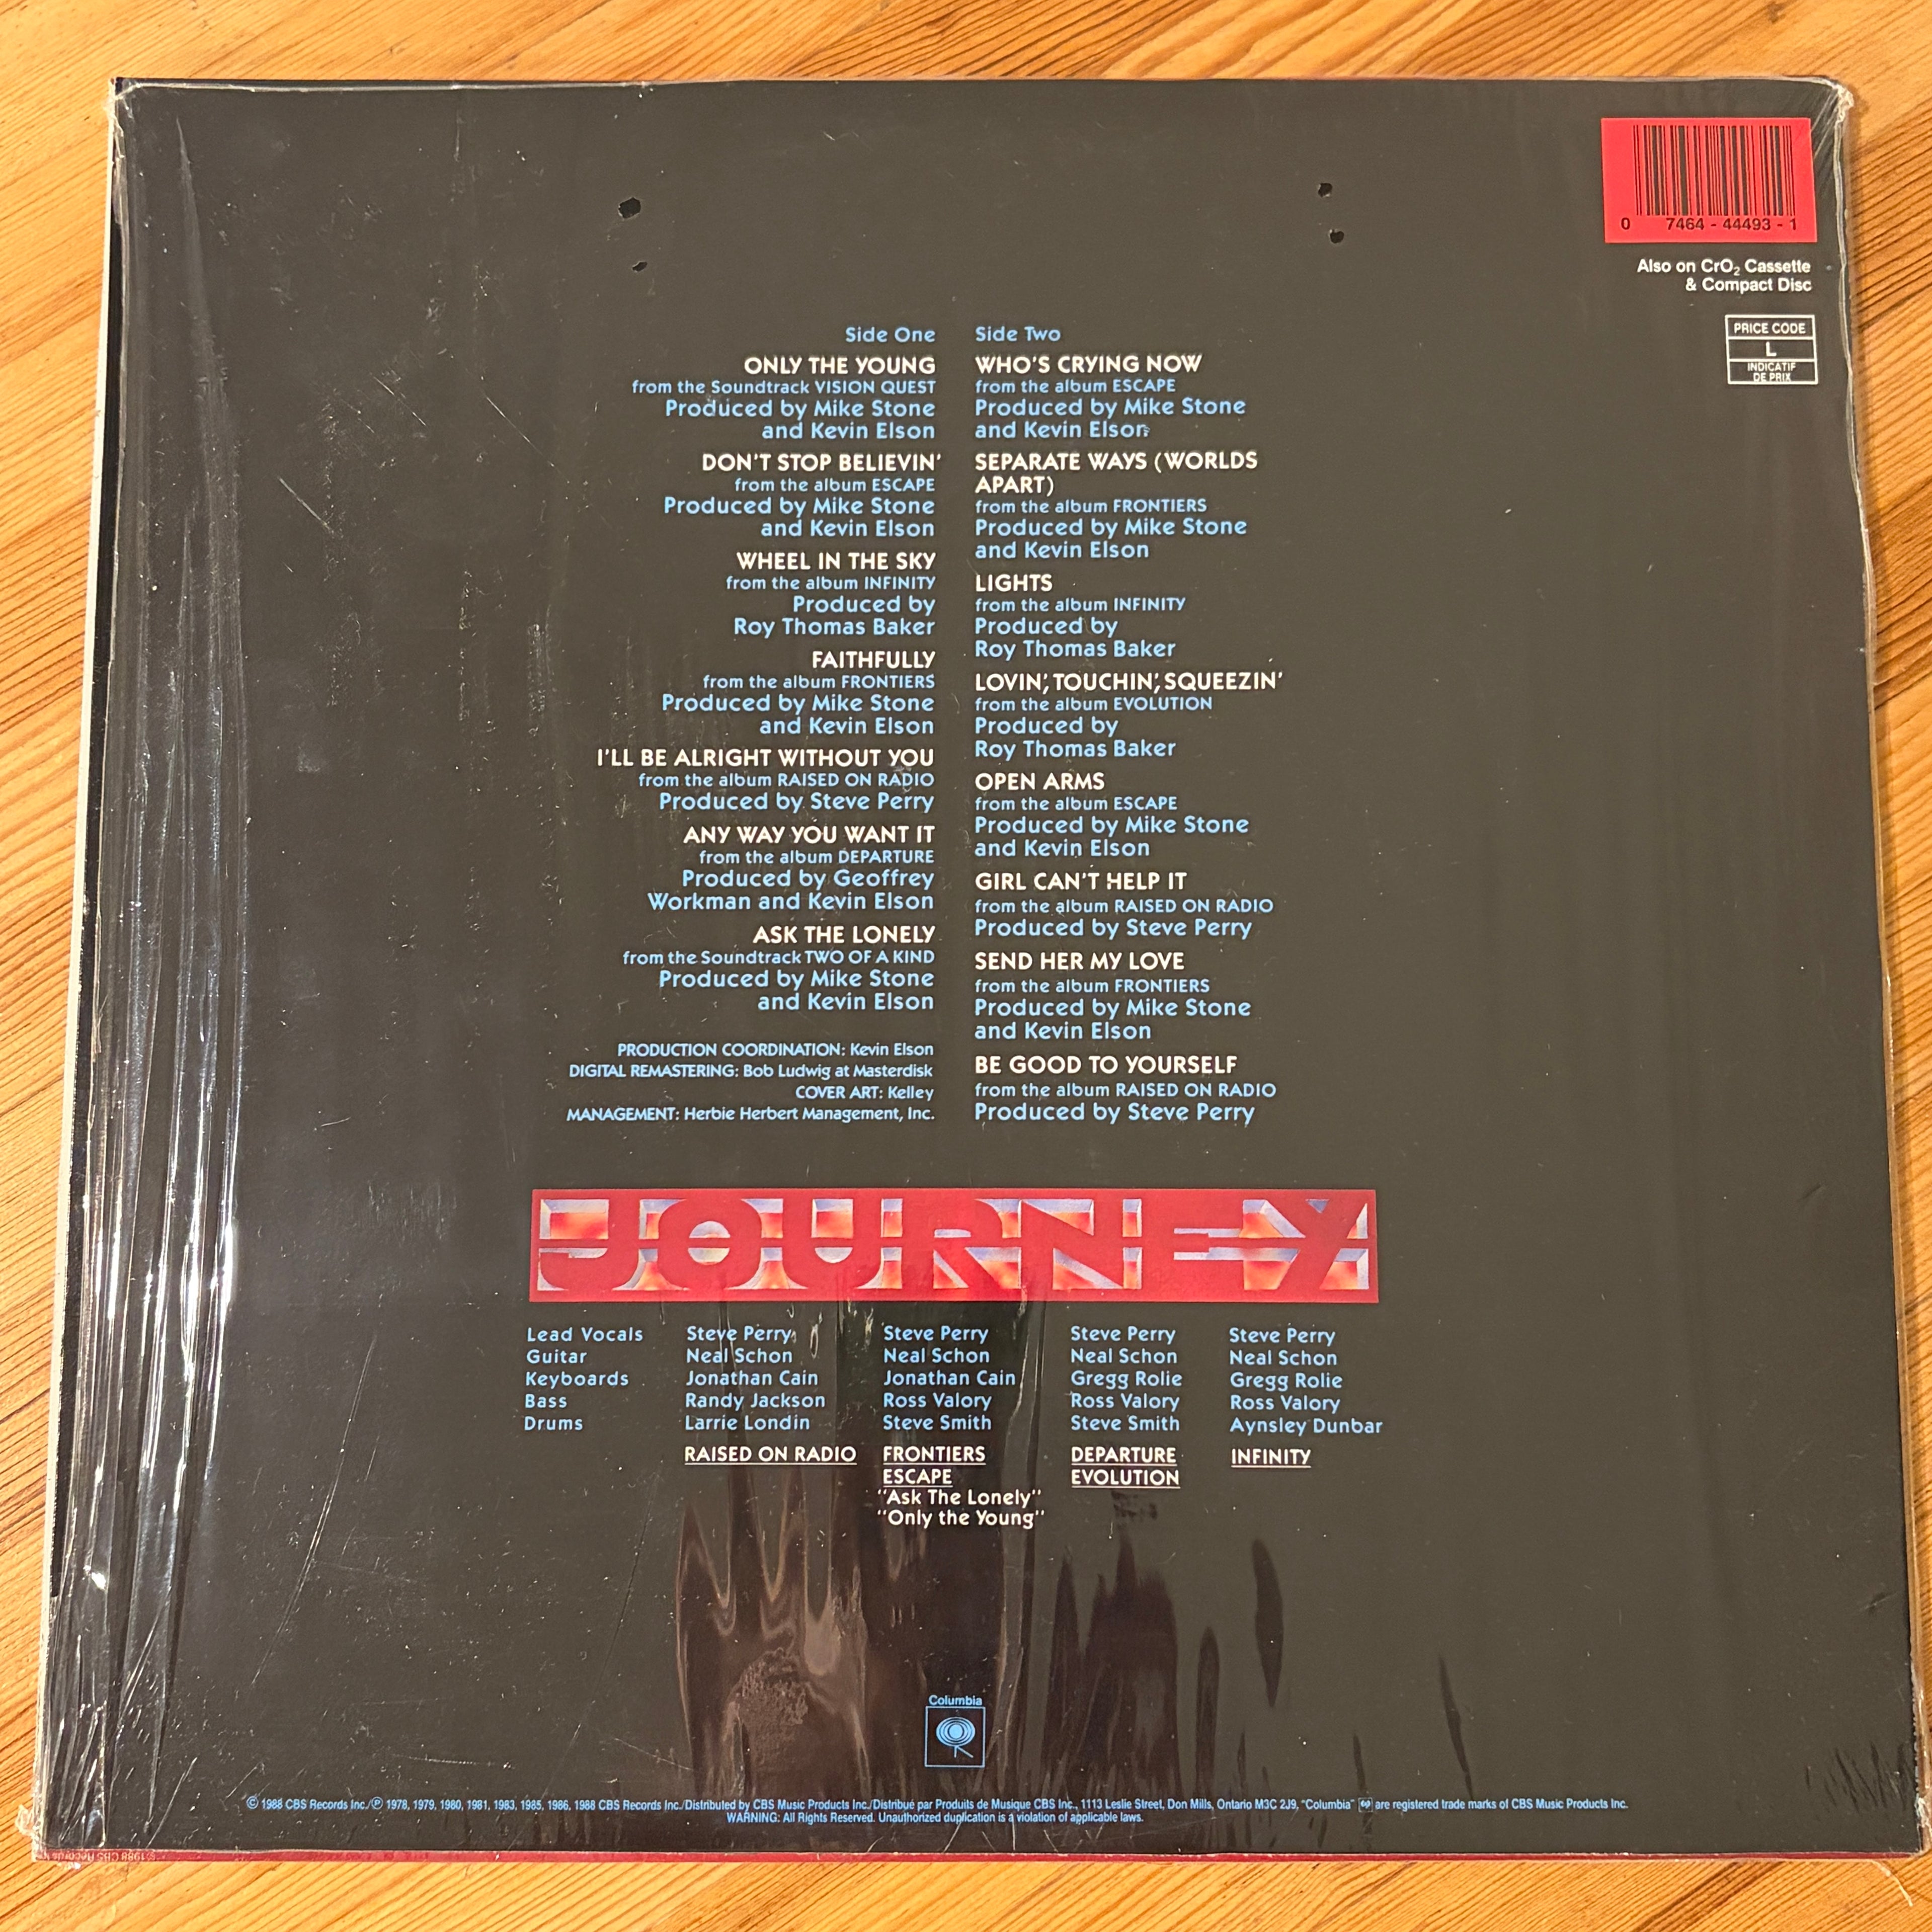 0 7464 - 44493 - 1
Also on CrO₂ Cassette
& Compact Disc
PRICE CODE
L
INDICATIF
DE PRIX
Side One
ONLY THE YOUNG
from the Soundtrack VISION QUEST
Produced by Mike Stone
and Kevin Elson
DON'T STOP BELIEVIN'
from the album ESCAPE
Produced by Mike Stone
and Kevin Elson
WHEEL IN THE SKY
from the album INFINITY
Produced by
Roy Thomas Baker
FAITHFULLY
from the album FRONTIERS
Produced by Mike Stone
and Kevin Elson
I'LL BE ALRIGHT WITHOUT YOU
from the album RAISED ON RADIO
Produced by Steve Perry
ANY WAY YOU WANT IT
from the album DEPARTURE
Produced by Geoffrey
Workman and Kevin Elson
ASK THE LONELY
from the Soundtrack TWO OF A KIND
Produced by Mike Stone
and Kevin Elson
PRODUCTION COORDINATION: Kevin Elson
DIGITAL REMASTERING: Bob Ludwig at Masterdisk
COVER ART: Kelley
MANAGEMENT: Herbie Herbert Management, Inc.
Side Two
WHO'S CRYING NOW
from the album ESCAPE
Produced by Mike Stone
and Kevin Elson
SEPARATE WAYS (WORLDS
APART)
from the album FRONTIERS
Produced by Mike Stone
and Kevin Elson
LIGHTS
from the album INFINITY
Produced by
Roy Thomas Baker
LOVIN', TOUCHIN', SQUEEZIN'
from the album EVOLUTION
Produced by
Roy Thomas Baker
OPEN ARMS
from the album ESCAPE
Produced by Mike Stone
and Kevin Elson
GIRL CAN'T HELP IT
from the album RAISED ON RADIO
Produced by Steve Perry
SEND HER MY LOVE
from the album FRONTIERS
Produced by Mike Stone
and Kevin Elson
BE GOOD TO YOURSELF
from the album RAISED ON RADIO
Produced by Steve Perry
JOURNEY
Lead Vocals Steve Perry Steve Perry Steve Perry Steve Perry
Guitar Neal Schon Neal Schon Neal Schon Neal Schon
Keyboards Jonathan Cain Jonathan Cain Gregg Rolie Gregg Rolie
Bass Randy Jackson Ross Valory Ross Valory Ross Valory
Drums Larrie Londin Steve Smith Steve Smith Aynsley Dunbar
RAISED ON RADIO FRONTIERS DEPARTURE INFINITY
ESCAPE EVOLUTION
"Ask The Lonely"
"Only the Young"
Columbia
© 1988 CBS Records Inc./℗ 1978, 1979, 1980, 1981, 1983, 1985, 1986, 1988 CBS Records Inc./Distributed by CBS Music Products Inc./Distribué par Produits de Musique CBS Inc., 1113 Leslie Street, Don Mills, Ontario M3C 2J9, "Columbia" are registered trade marks of CBS Music Products Inc.
WARNING: All Rights Reserved. Unauthorized duplication is a violation of applicable laws.
© 1988 CBS Records